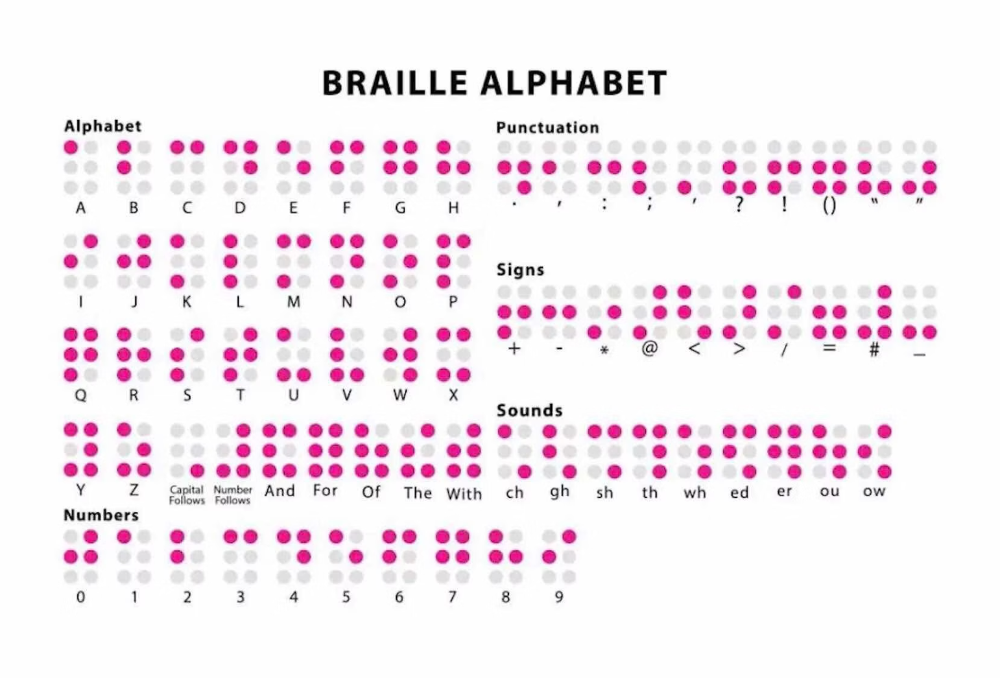 BRAILLE ALPHABET
Alphabet
A B C D E F G H
I J K L M N O P
Q R S T U V W X
Y Z Capital Follows Number Follows And For Of The With
Numbers
0 1 2 3 4 5 6 7 8 9
Punctuation
. , : ; ' ? ! () “ ”
Signs
+ - * @ < > / = # _
Sounds
ch gh sh th wh ed er ou ow